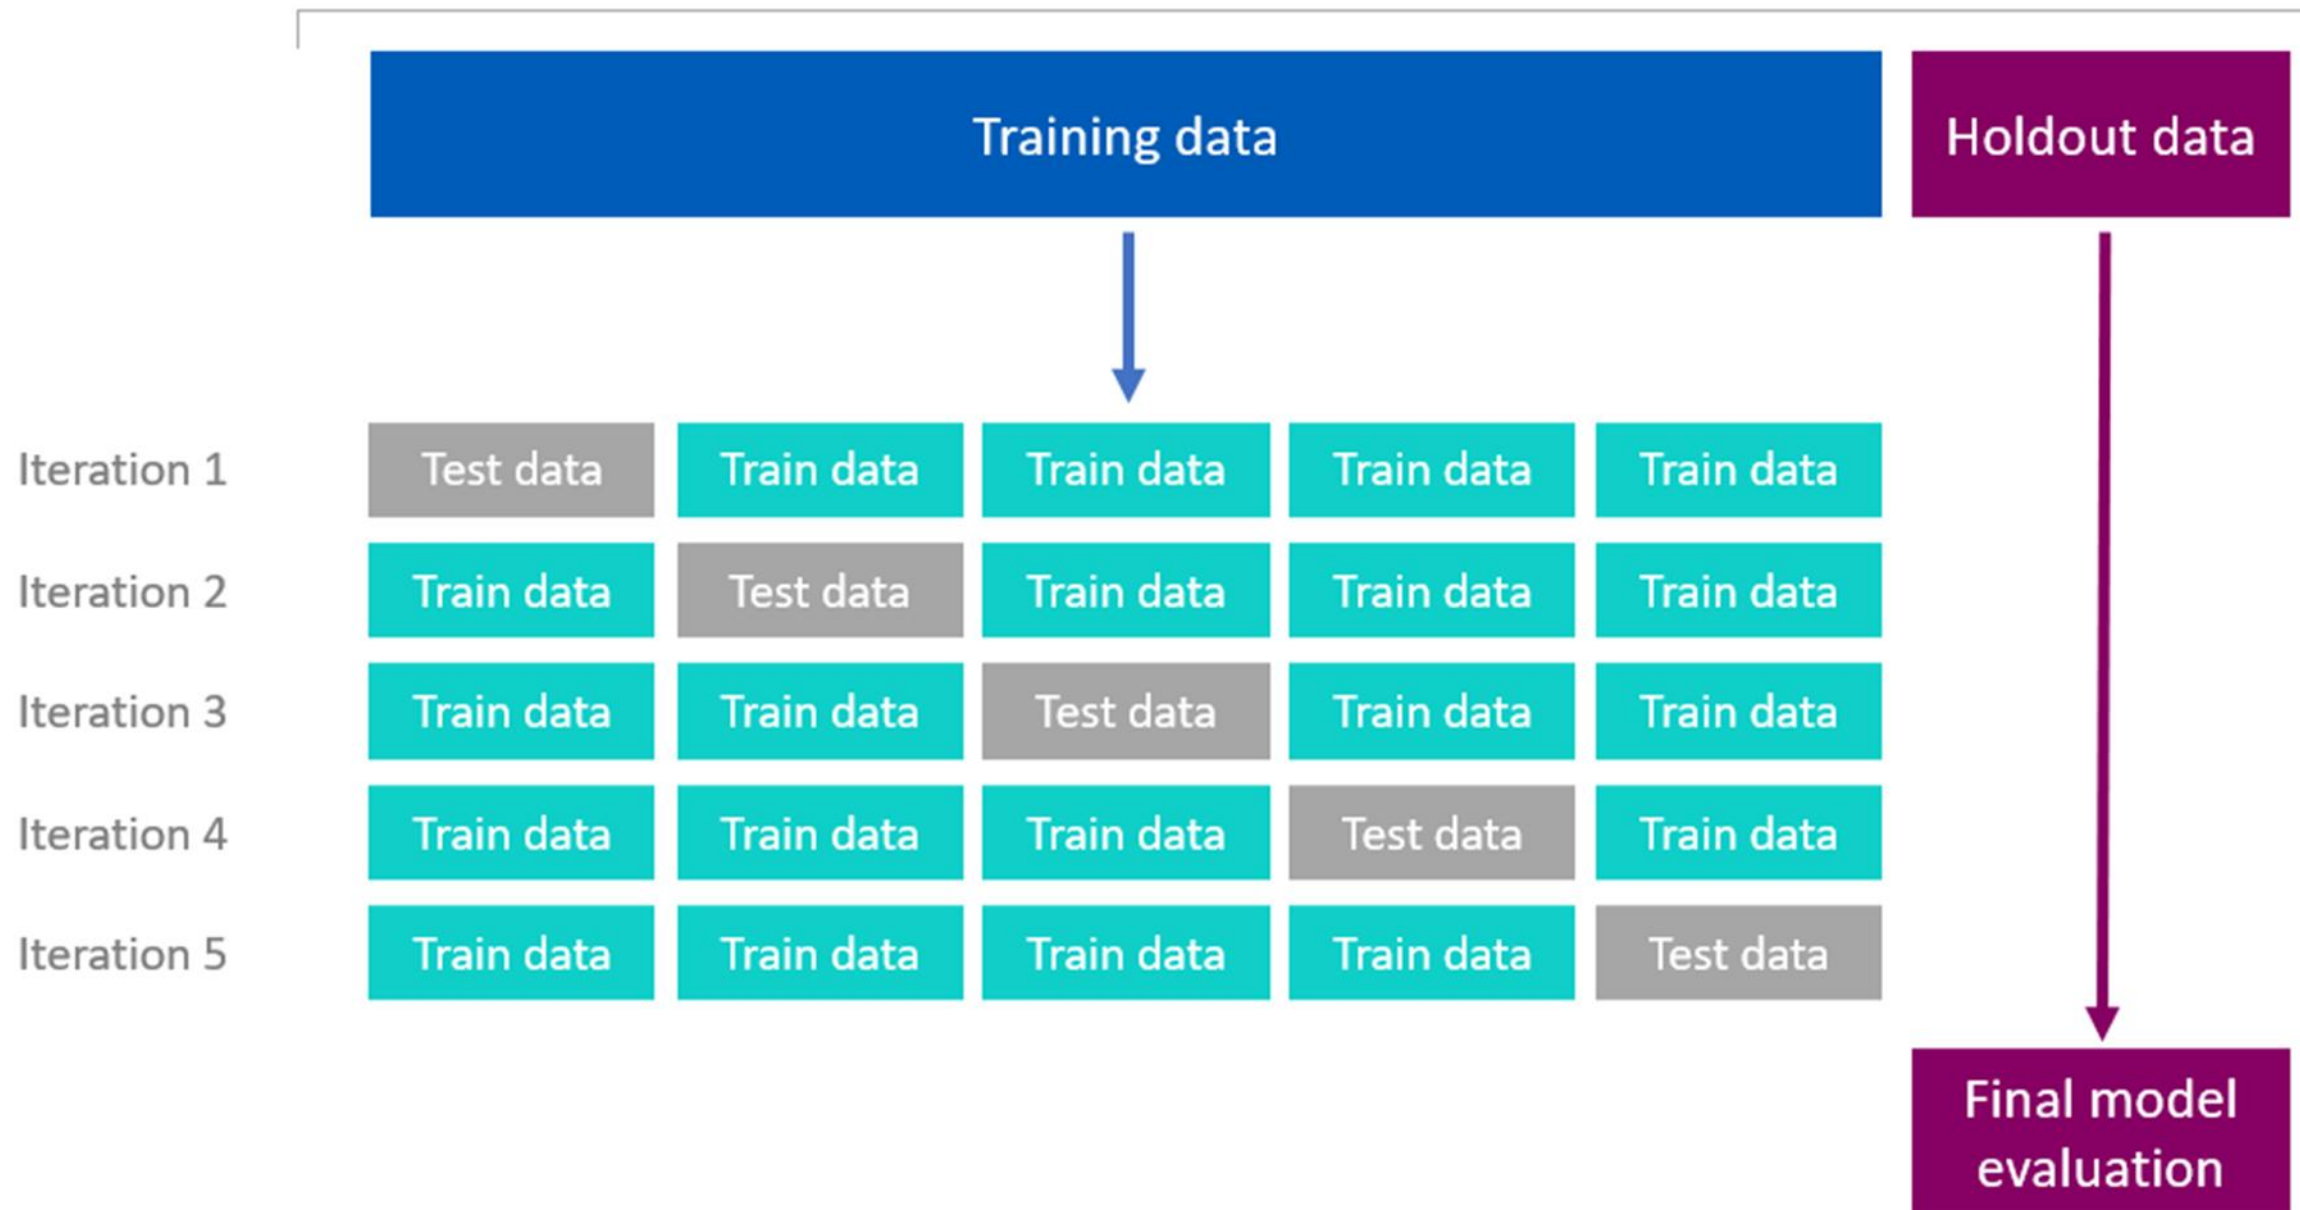 Training data
Holdout data
Iteration 1 Test data Train data Train data Train data Train data
Iteration 2 Train data Test data Train data Train data Train data
Iteration 3 Train data Train data Test data Train data Train data
Iteration 4 Train data Train data Train data Test data Train data
Iteration 5 Train data Train data Train data Train data Test data
Final model
evaluation